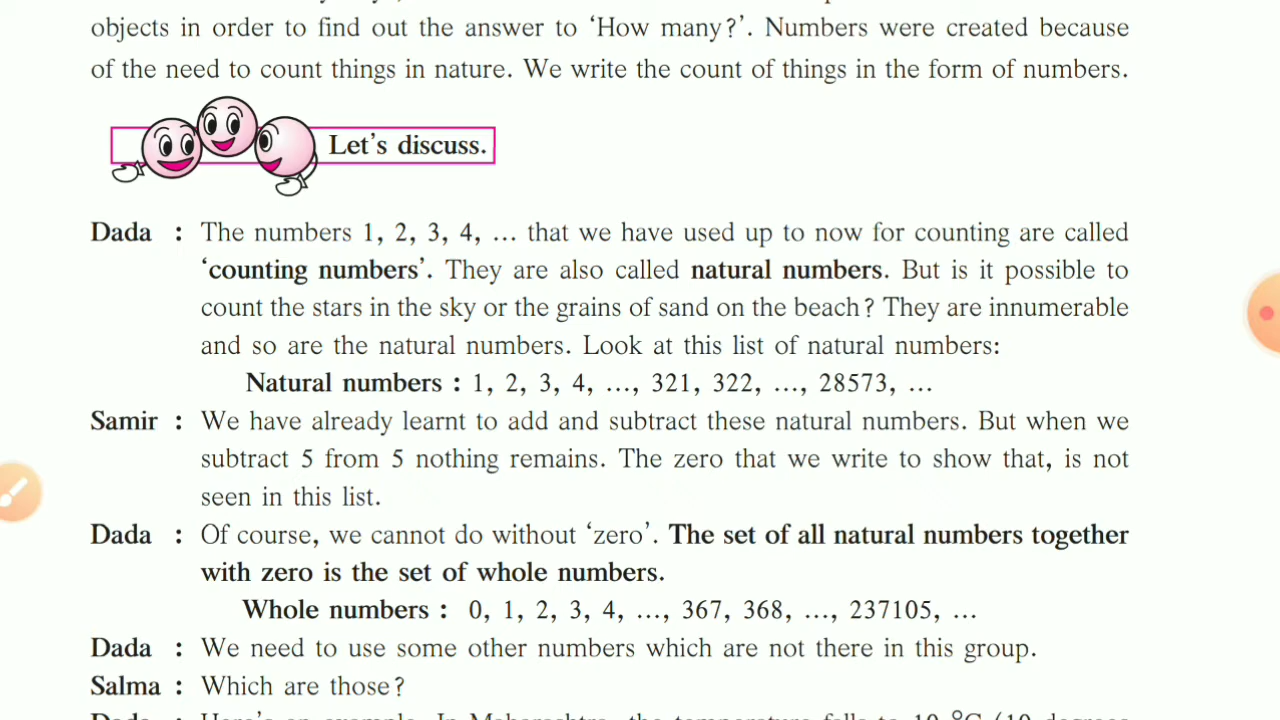 objects in order to find out the answer to ‘How many?’. Numbers were created because
of the need to count things in nature. We write the count of things in the form of numbers.
Let’s discuss.
Dada : The numbers 1, 2, 3, 4, ... that we have used up to now for counting are called
‘counting numbers’. They are also called natural numbers. But is it possible to
count the stars in the sky or the grains of sand on the beach? They are innumerable
and so are the natural numbers. Look at this list of natural numbers:
Natural numbers : 1, 2, 3, 4, ..., 321, 322, ..., 28573, ...
Samir : We have already learnt to add and subtract these natural numbers. But when we
subtract 5 from 5 nothing remains. The zero that we write to show that, is not
seen in this list.
Dada : Of course, we cannot do without ‘zero’. The set of all natural numbers together
with zero is the set of whole numbers.
Whole numbers : 0, 1, 2, 3, 4, ..., 367, 368, ..., 237105, ...
Dada : We need to use some other numbers which are not there in this group.
Salma : Which are those?
Dada : Here’s an example. In Maharashtra, the temperature falls to 10 °C (10 degrees